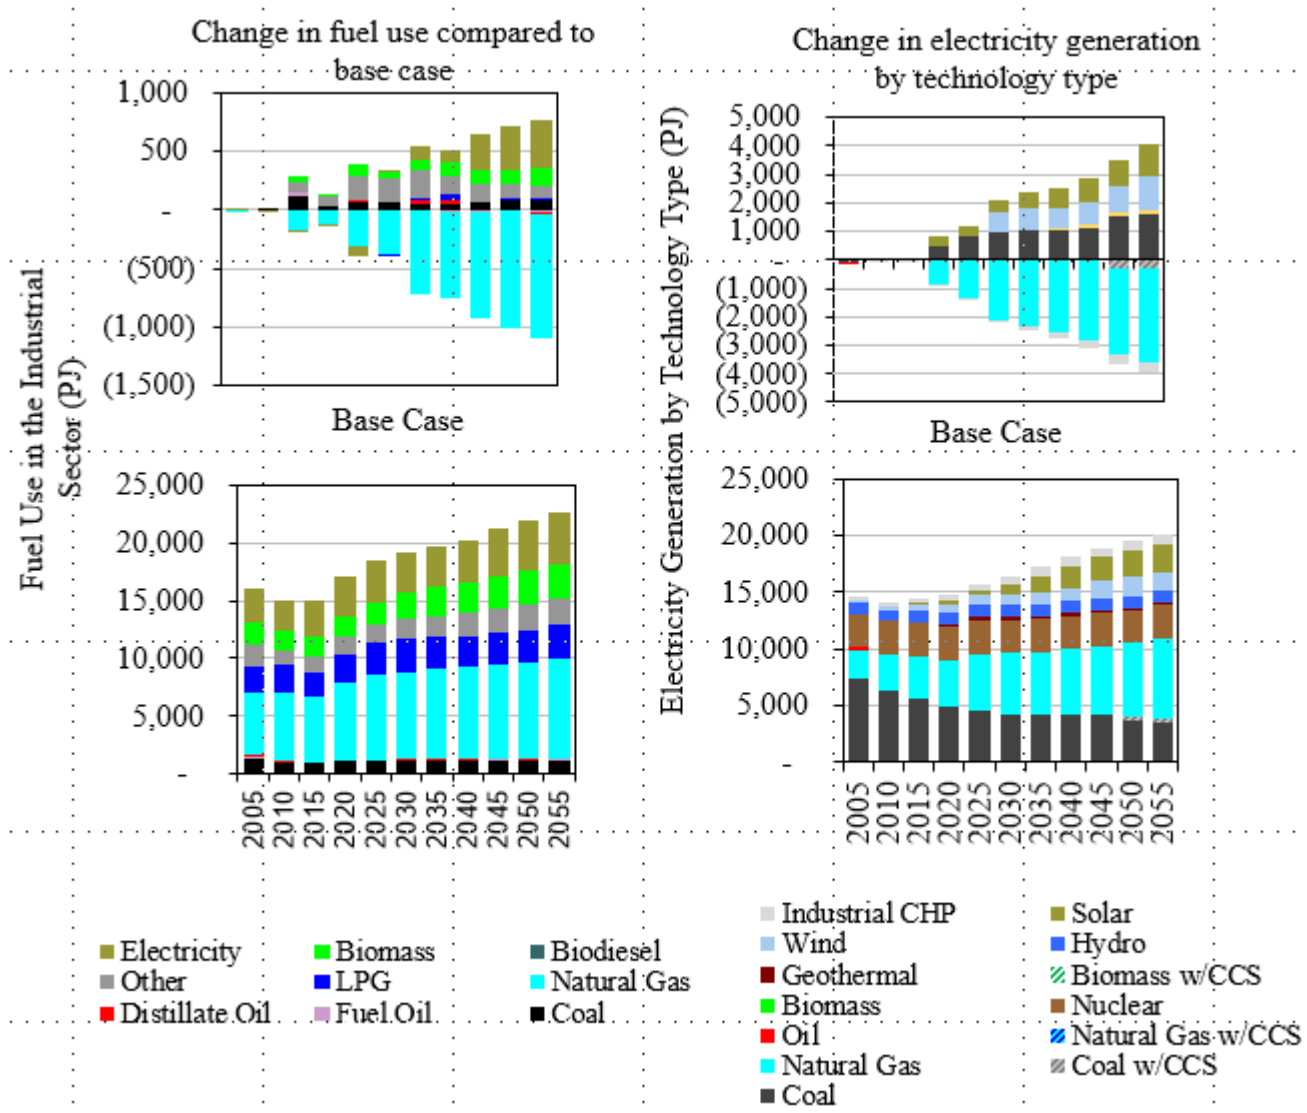 Change in fuel use compared to
base case
1,000
500
-
(500)
(1,000)
(1,500)
Fuel Use in the Industrial
Sector (PJ)
Base Case
25,000
20,000
15,000
10,000
5,000
-
2005
2010
2015
2020
2025
2030
2035
2040
2045
2050
2055
Electricity
Biomass
Biodiesel
Other
LPG
Natural Gas
Distillate Oil
Fuel Oil
Coal
Change in electricity generation
by technology type
5,000
4,000
3,000
2,000
1,000
-
(1,000)
(2,000)
(3,000)
(4,000)
(5,000)
Electricity Generation by Technology Type (PJ)
Base Case
25,000
20,000
15,000
10,000
5,000
-
2005
2010
2015
2020
2025
2030
2035
2040
2045
2050
2055
Industrial CHP
Solar
Wind
Hydro
Geothermal
Biomass w/CCS
Biomass
Nuclear
Oil
Natural Gas w/CCS
Natural Gas
Coal w/CCS
Coal